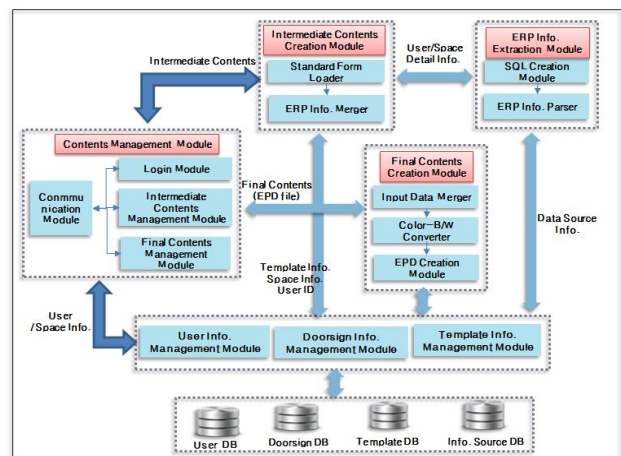 Intermediate Contents
Creation Module
Standard Form
Loader
ERP Info. Merger
ERP Info.
Extraction Module
SQL Creation
Module
ERP Info. Parser
User/Space
Detail Info.
Intermediate Contents
Contents Management Module
Login Module
Conmmu
nication
Module
Intermediate
Contents
Management Module
Final Contents
Management
Module
Final Contents
(EPD file)
Final Contents
Creation Module
Input Data Merger
Color-B/W
Converter
EPD Creation
Module
Data Source
Info.
Template Info.
Space Info.
User ID
User
/Space Info.
User Info.
Management Module
Doorsign Info.
Management Module
Template Info.
Management Module
User DB
Doorsign DB
Template DB
Info. Source DB